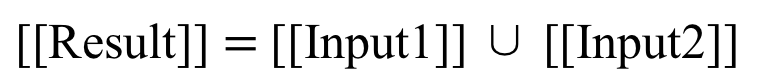 [[Result]] = [[Input1]] ∪ [[Input2]]